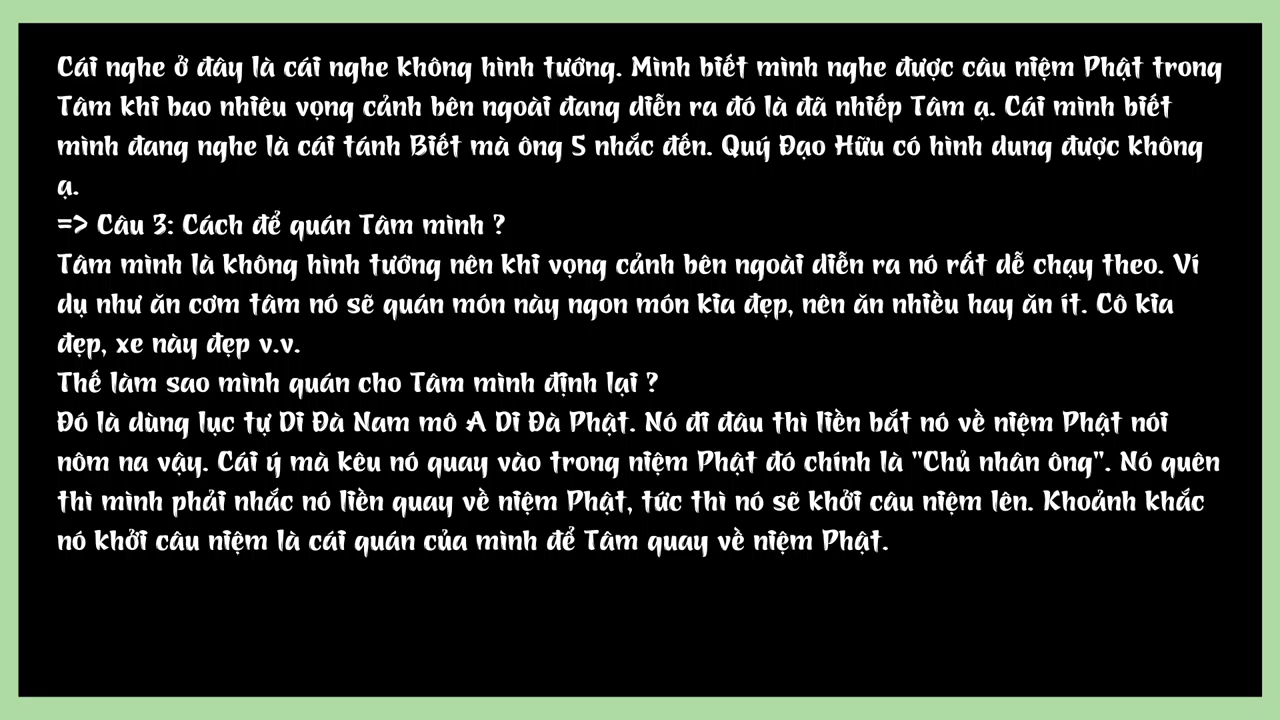 Cái nghe ở đây là cái nghe không hình tướng. Mình biết mình nghe được câu niệm Phật trong
Tâm khi bao nhiêu vọng cảnh bên ngoài đang diễn ra đó là đã nhiếp Tâm ạ. Cái mình biết
mình đang nghe là cái tánh Biết mà ông 5 nhắc đến. Quý Đạo Hữu có hình dung được không
ạ.
=> Câu 3: Cách để quán Tâm mình ?
Tâm mình là không hình tướng nên khi vọng cảnh bên ngoài diễn ra nó rất dễ chạy theo. Ví
dụ như ăn cơm tâm nó sẽ quán món này ngon món kia đẹp, nên ăn nhiều hay ăn ít. Cô kia
đẹp, xe này đẹp v.v.
Thế làm sao mình quán cho Tâm mình định lại ?
Đó là dùng lục tự Di Đà Nam mô A Di Đà Phật. Nó đi đâu thì liền bắt nó về niệm Phật nói
nôm na vậy. Cái ý mà kêu nó quay vào trong niệm Phật đó chính là "Chủ nhân ông". Nó quên
thì mình phải nhắc nó liền quay về niệm Phật, tức thì nó sẽ khởi câu niệm lên. Khoảnh khắc
nó khởi câu niệm là cái quán của mình để Tâm quay về niệm Phật.